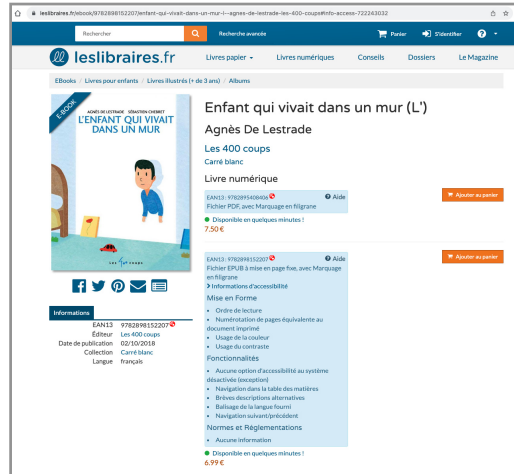 leslibraires.fr/ebook/9782898152207/enfant-qui-vivait-dans-un-mur-l--agnes-de-lestrade-les-400-coups#info-access-722243032
Rechercher
Recherche avancée
Panier
S'identifier
leslibraires.fr
Livres papier
Livres numériques
Conseils
Dossiers
Le Magazine
EBooks / Livres pour enfants / Livres illustrés (+ de 3 ans) / Albums
E-BOOK
AGNÈS DE LESTRADE SÉBASTIEN CHEBRET
L'ENFANT QUI VIVAIT
DANS UN MUR
Les 400 coups
Informations
EAN13 9782898152207
Éditeur Les 400 coups
Date de publication 02/10/2018
Collection Carré blanc
Langue français
Enfant qui vivait dans un mur (L')
Agnès De Lestrade
Les 400 coups
Carré blanc
Livre numérique
EAN13 : 9782895408406
Aide
Fichier PDF, avec Marquage en filigrane
Disponible en quelques minutes !
7.50 €
Ajouter au panier
EAN13 : 9782898152207
Aide
Fichier EPUB à mise en page fixe, avec Marquage
en filigrane
Informations d'accessibilité
Mise en Forme
• Ordre de lecture
• Numérotation de pages équivalente au
document imprimé
• Usage de la couleur
• Usage du contraste
Fonctionnalités
• Aucune option d'accessibilité au système
désactivée (exception)
• Navigation dans la table des matières
• Brèves descriptions alternatives
• Balisage de la langue fourni
• Navigation suivant/précédent
Normes et Réglementations
• Aucune information
Disponible en quelques minutes !
6.99 €
Ajouter au panier